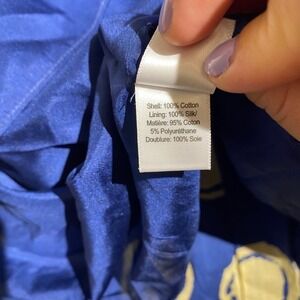 Shell: 100% Cotton
Lining: 100% Silk/
Matière: 95% Coton
5% Polyuréthane
Doublure: 100% Soie